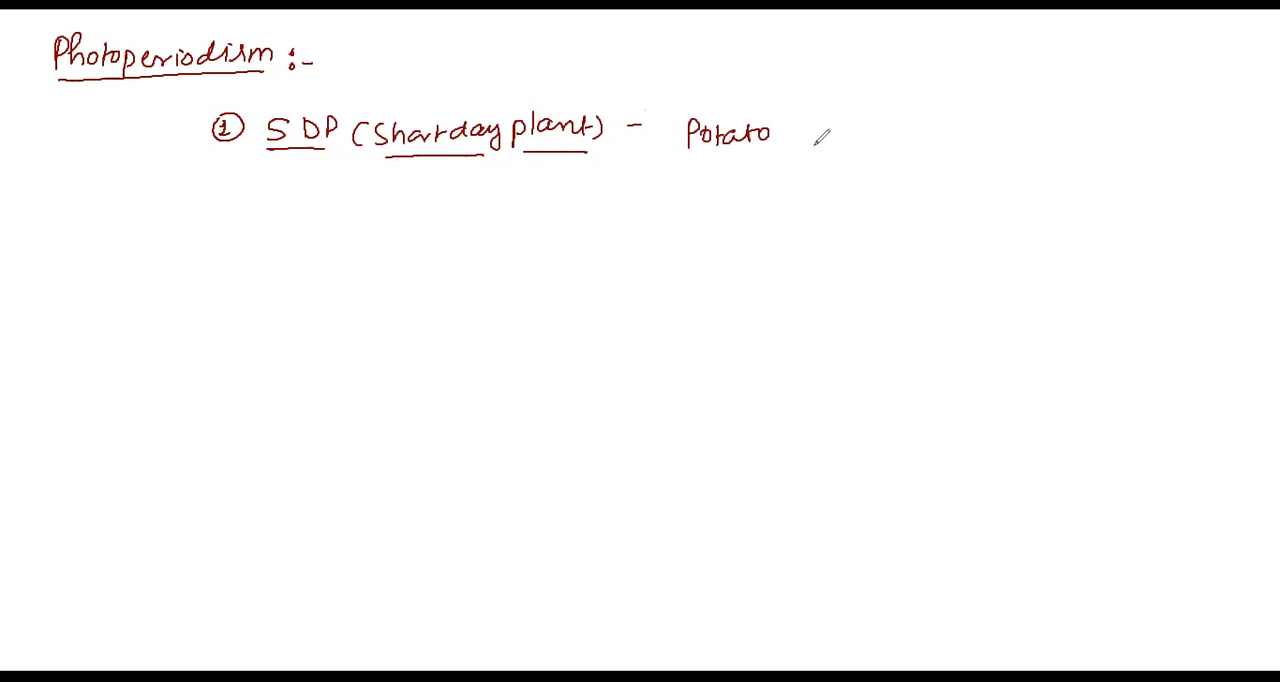 Photoperiodism :-
① SDP (Shortday plant) - Potato